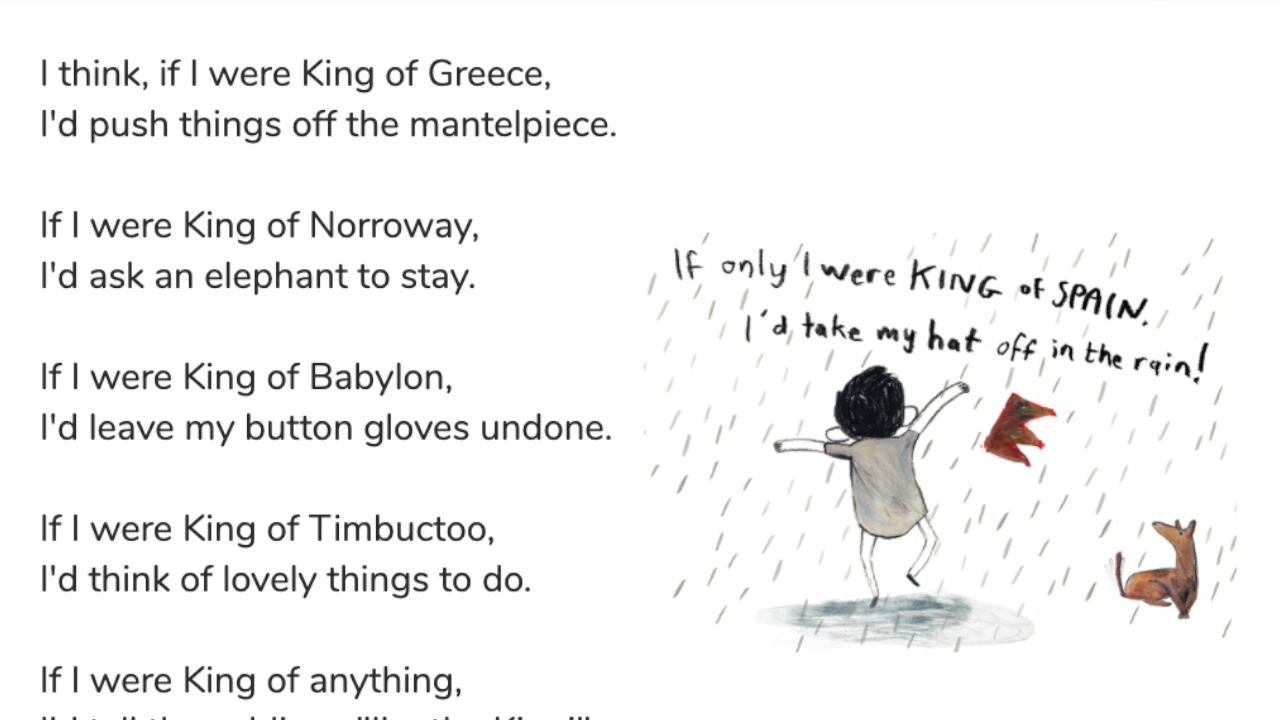 I think, if I were King of Greece,
I'd push things off the mantelpiece.
If I were King of Norroway,
I'd ask an elephant to stay.
If I were King of Babylon,
I'd leave my button gloves undone.
If I were King of Timbuctoo,
I'd think of lovely things to do.
If I were King of anything,
If only I were KING of SPAIN.
I'd take my hat off in the rain!